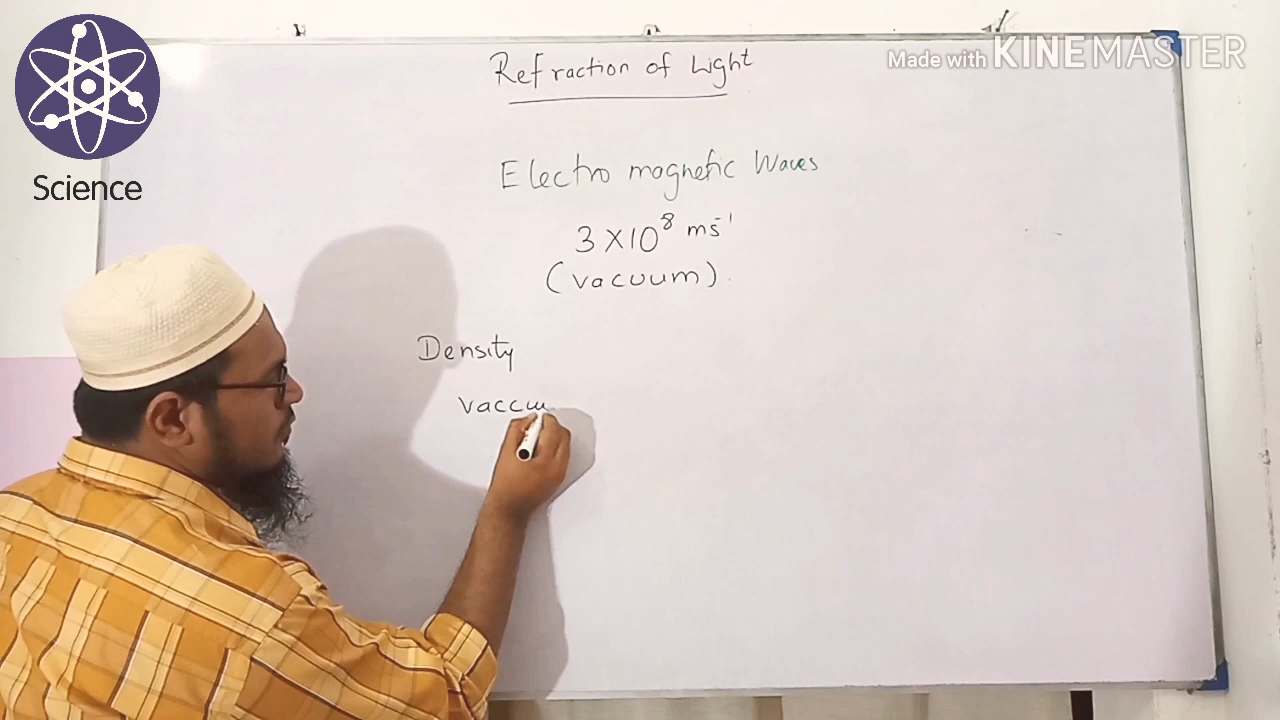 Refraction of Light
Made with KINEMASTER
Science
Electro magnetic Waves
3 × 10⁸ ms⁻¹
(vacuum).
Density
vaccu